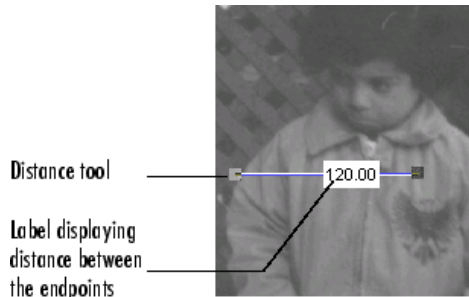 Distance tool
120.00
Label displaying
distance between
the endpoints